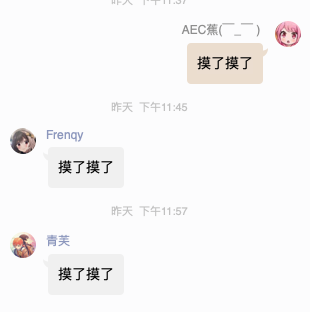 昨天 下午11:37
AEC蕉(￣_￣ )
摸了摸了
昨天 下午11:45
Frenqy
摸了摸了
昨天 下午11:57
青芙
摸了摸了